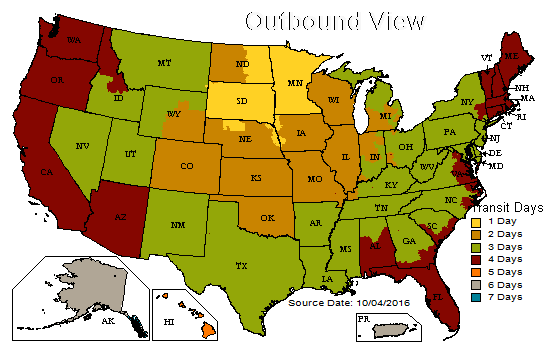 Outbound View
WA
MT
ND
MN
VT
ME
OR
ID
SD
WI
MI
NY
NH
MA
WY
RI
CT
NE
IA
PA
NJ
NV
UT
CO
IL
IN
OH
DE
MD
CA
KS
MO
WV
VA
KY
NC
AZ
NM
OK
AR
TN
SC
TX
LA
MS
AL
GA
FL
Transit Days
1 Day
2 Days
3 Days
4 Days
5 Days
6 Days
7 Days
Source Date: 10/04/2016
AK
HI
PR